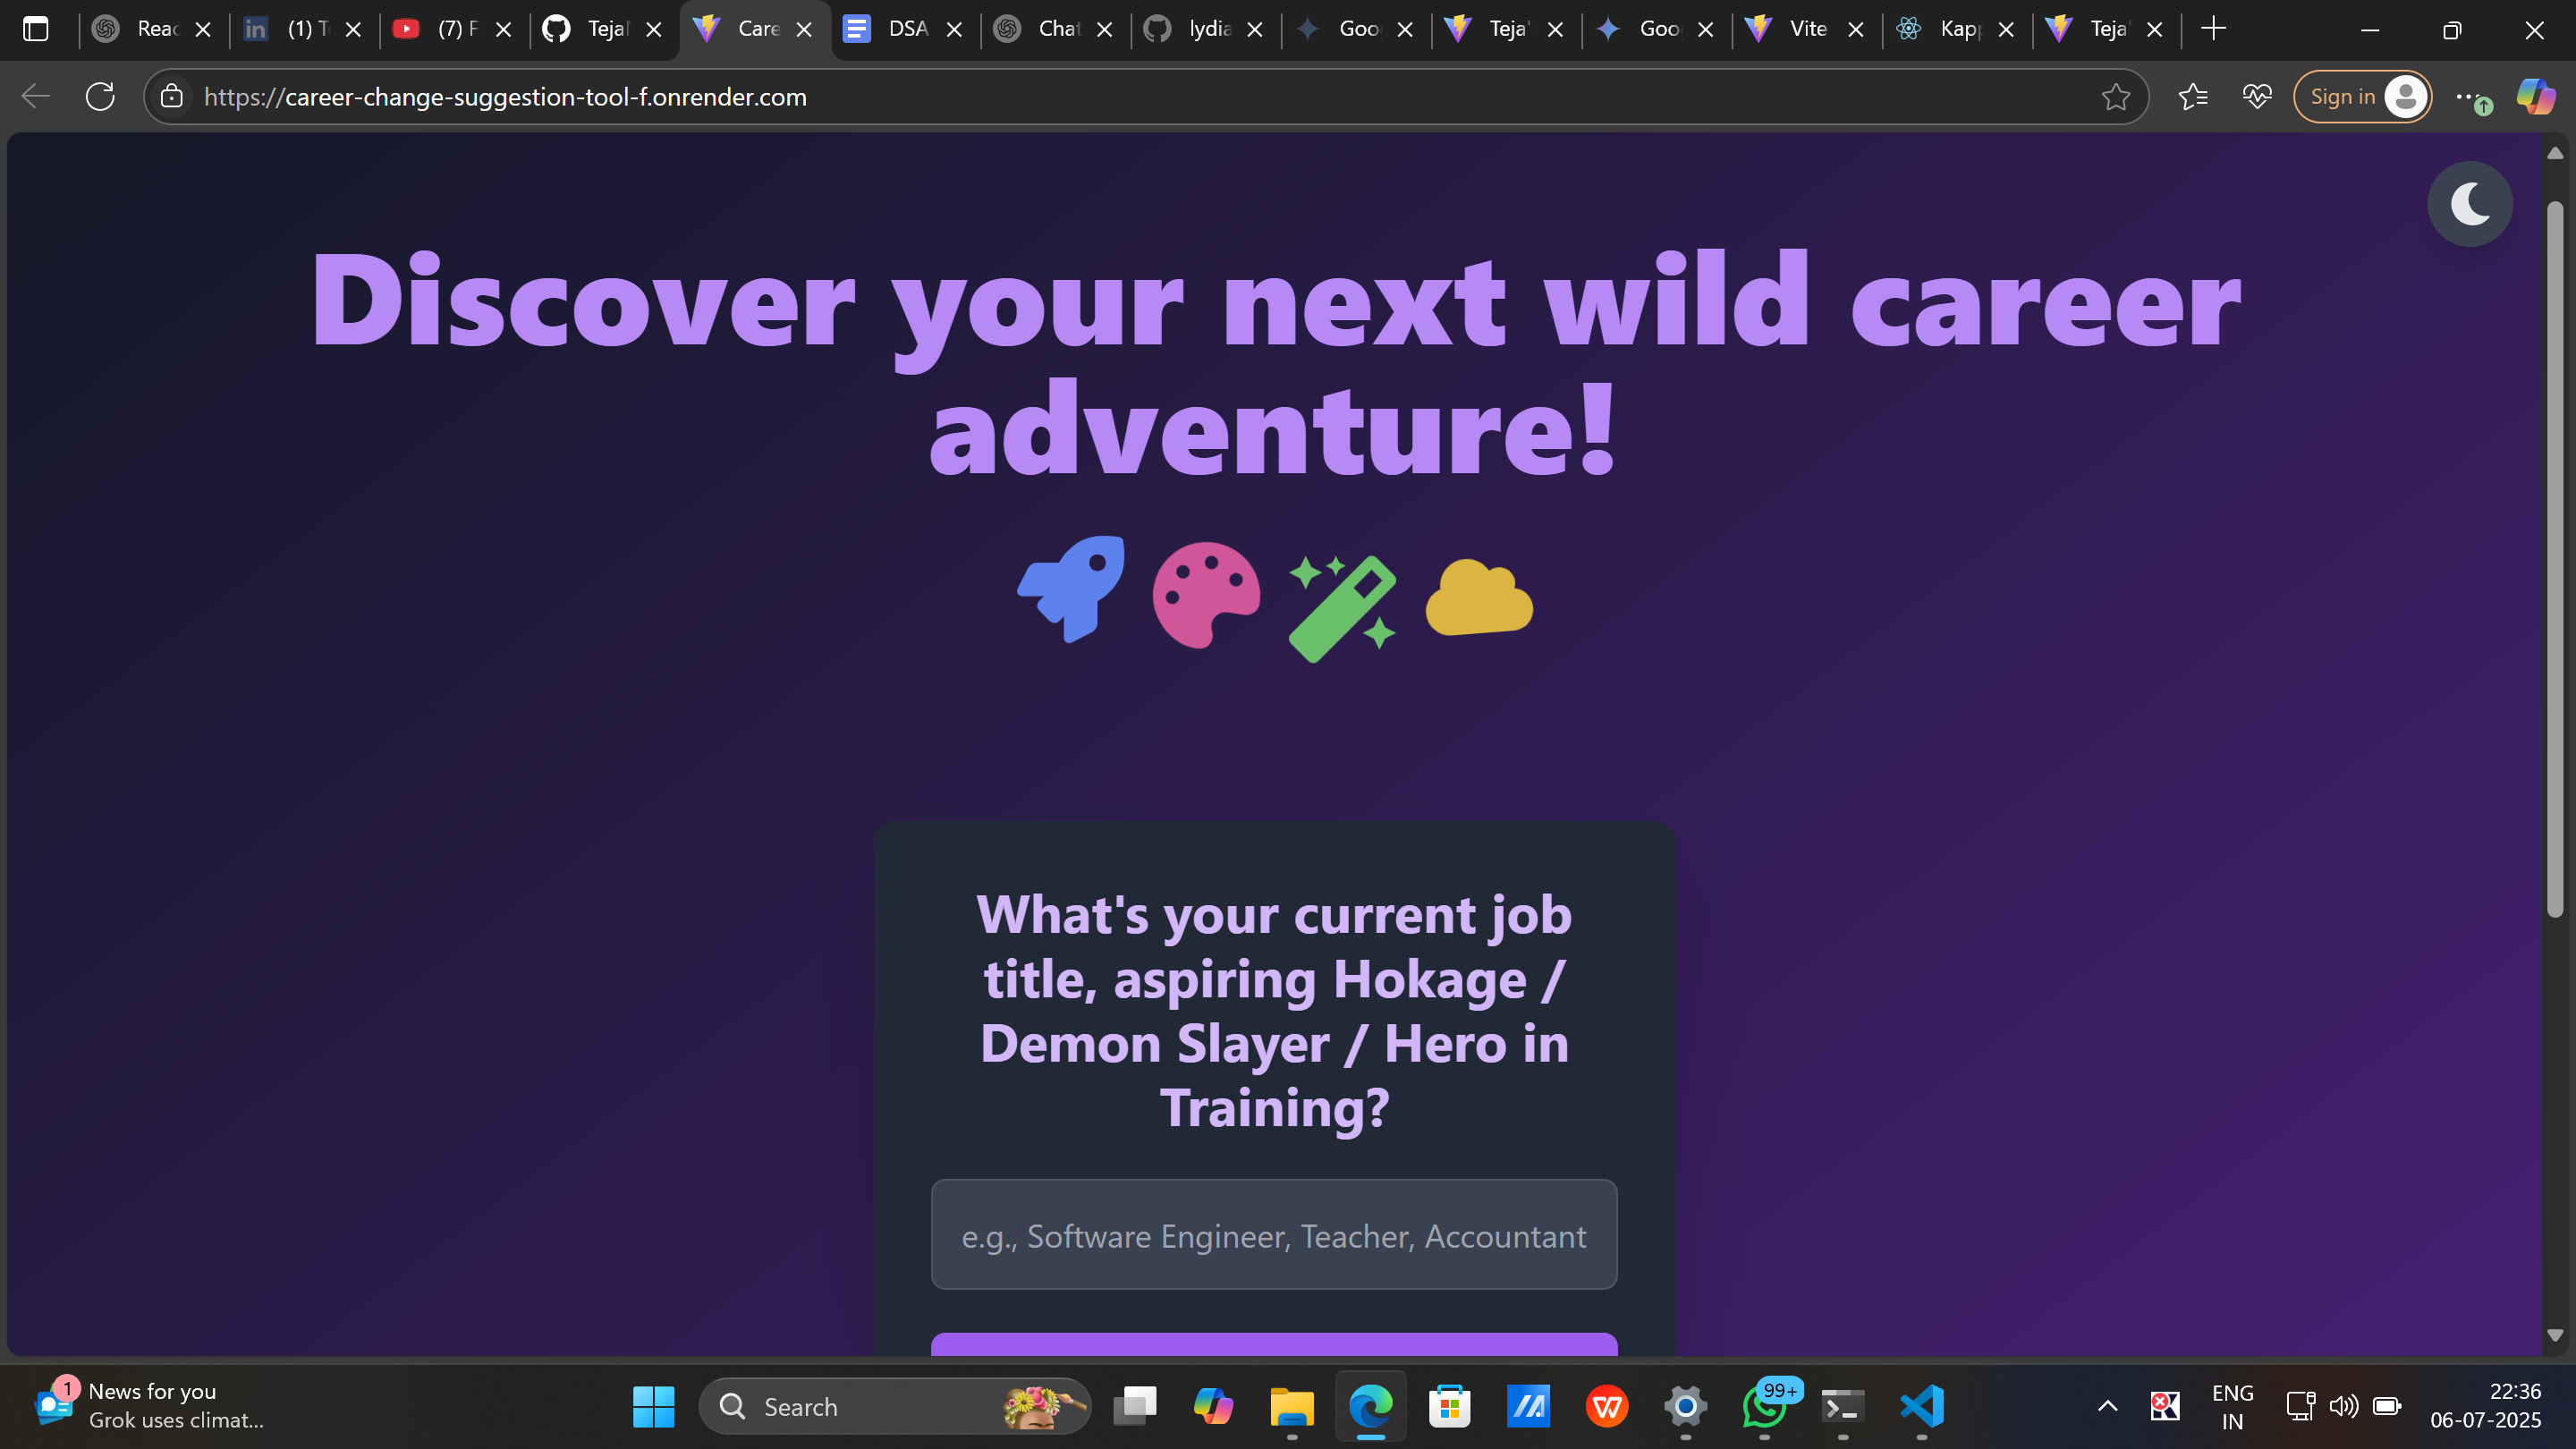 Reac
(1) T
(7) F
Teja
Care
DSA
Chat
lydia
Goo
Teja'
Goo
Vite
Kap
Teja'
https://career-change-suggestion-tool-f.onrender.com
Sign in
Discover your next wild career
adventure!
What's your current job
title, aspiring Hokage /
Demon Slayer / Hero in
Training?
e.g., Software Engineer, Teacher, Accountant
1
News for you
Grok uses climat...
Search
99+
ENG
IN
22:36
06-07-2025